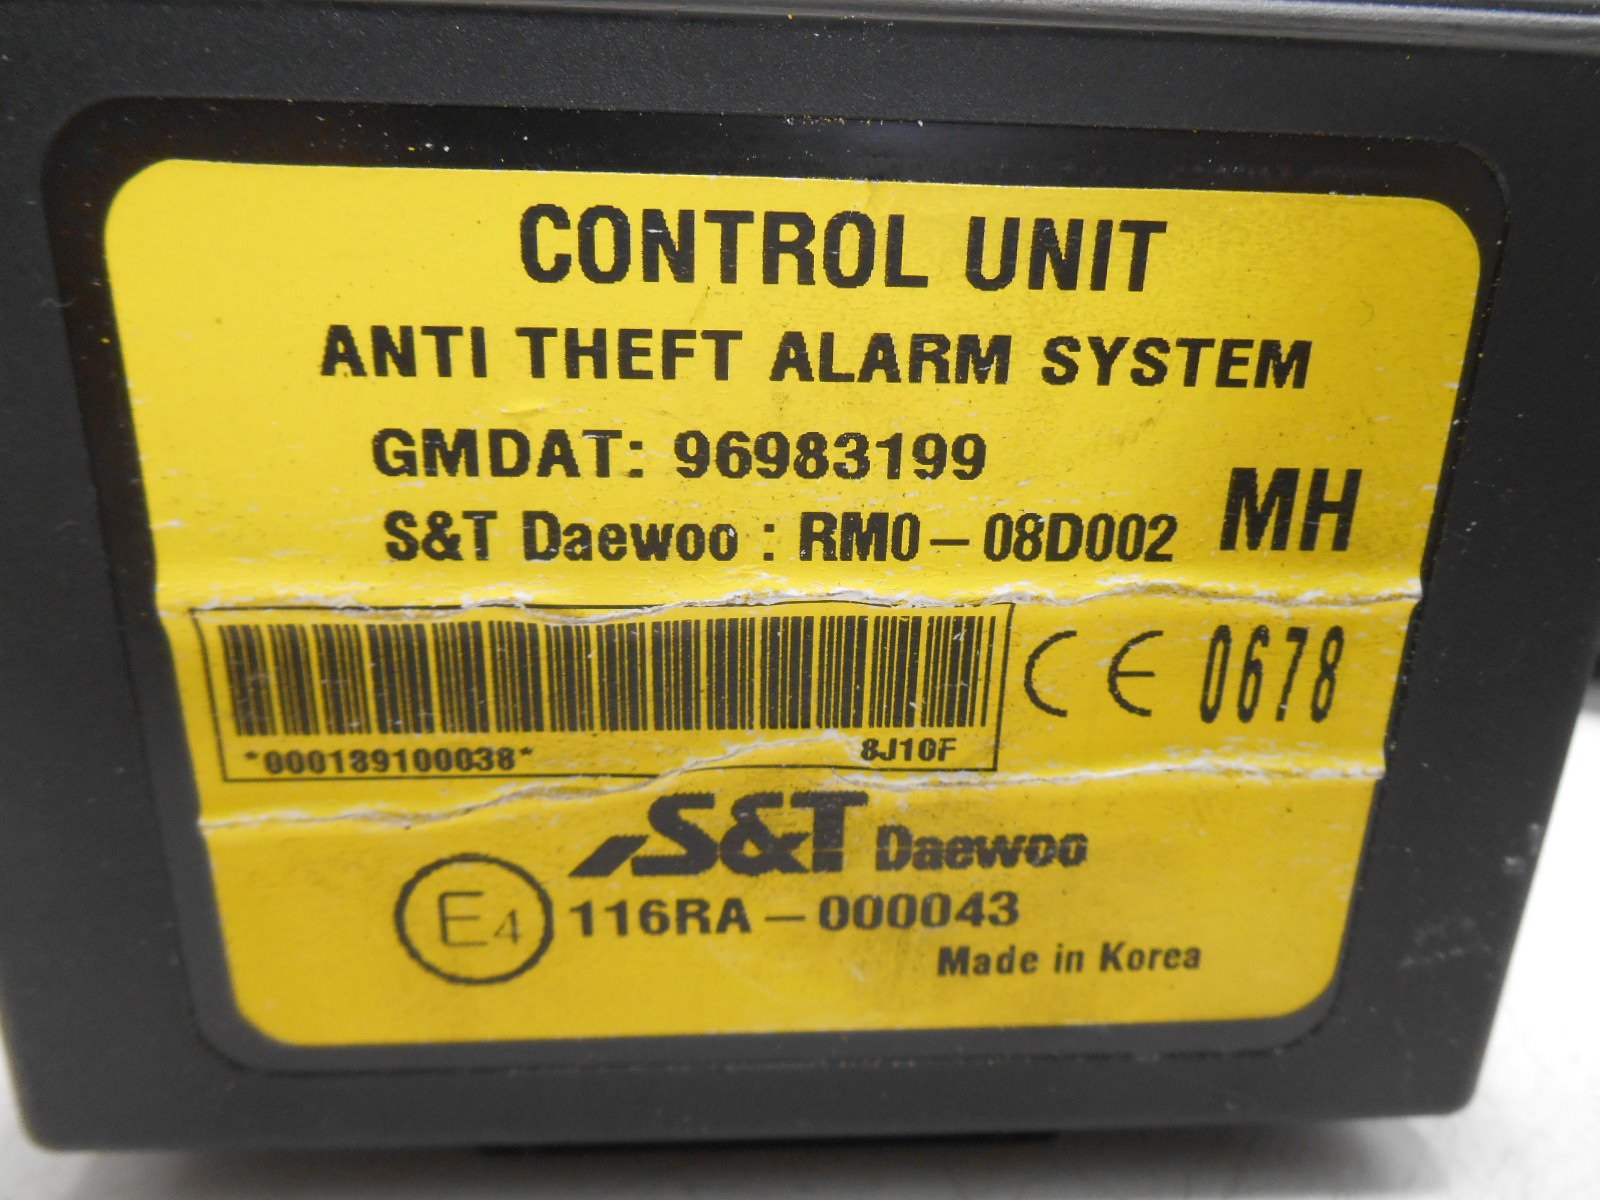 CONTROL UNIT
ANTI THEFT ALARM SYSTEM
GMDAT: 96983199
S&T Daewoo : RM0-08D002 MH
CE 0678
*000139100038* 8J10F
S&T Daewoo
E4 116RA-000043
Made in Korea